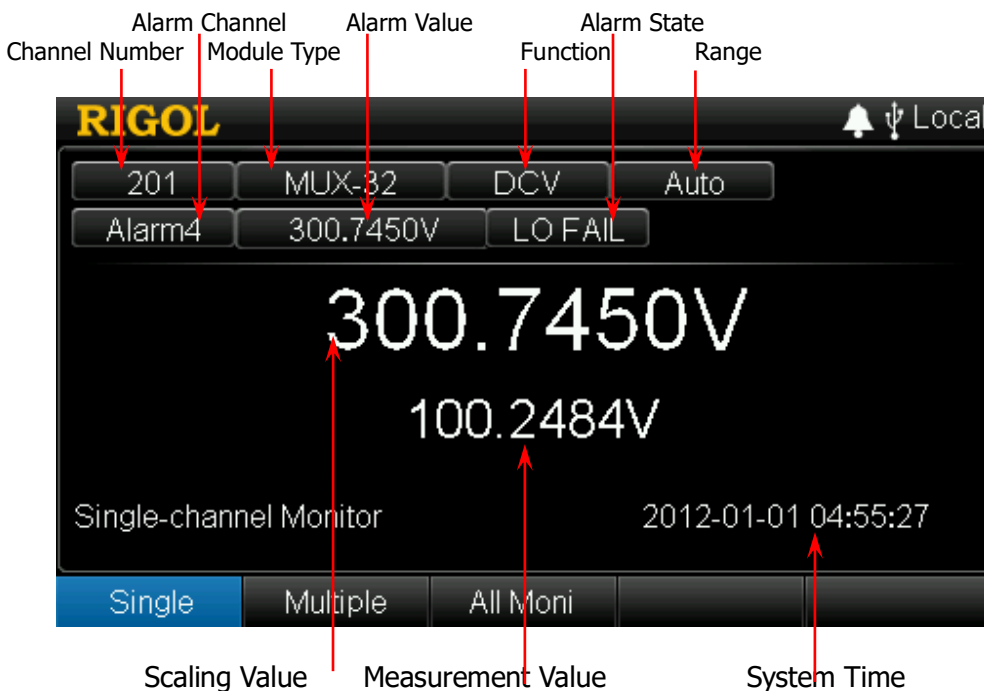 Alarm Channel Alarm Value Alarm State
Channel Number Module Type Function Range
RIGOL Local
201 MUX-32 DCV Auto
Alarm4 300.7450V LO FAIL
300.7450V
100.2484V
Single-channel Monitor 2012-01-01 04:55:27
Single Multiple All Moni
Scaling Value Measurement Value System Time